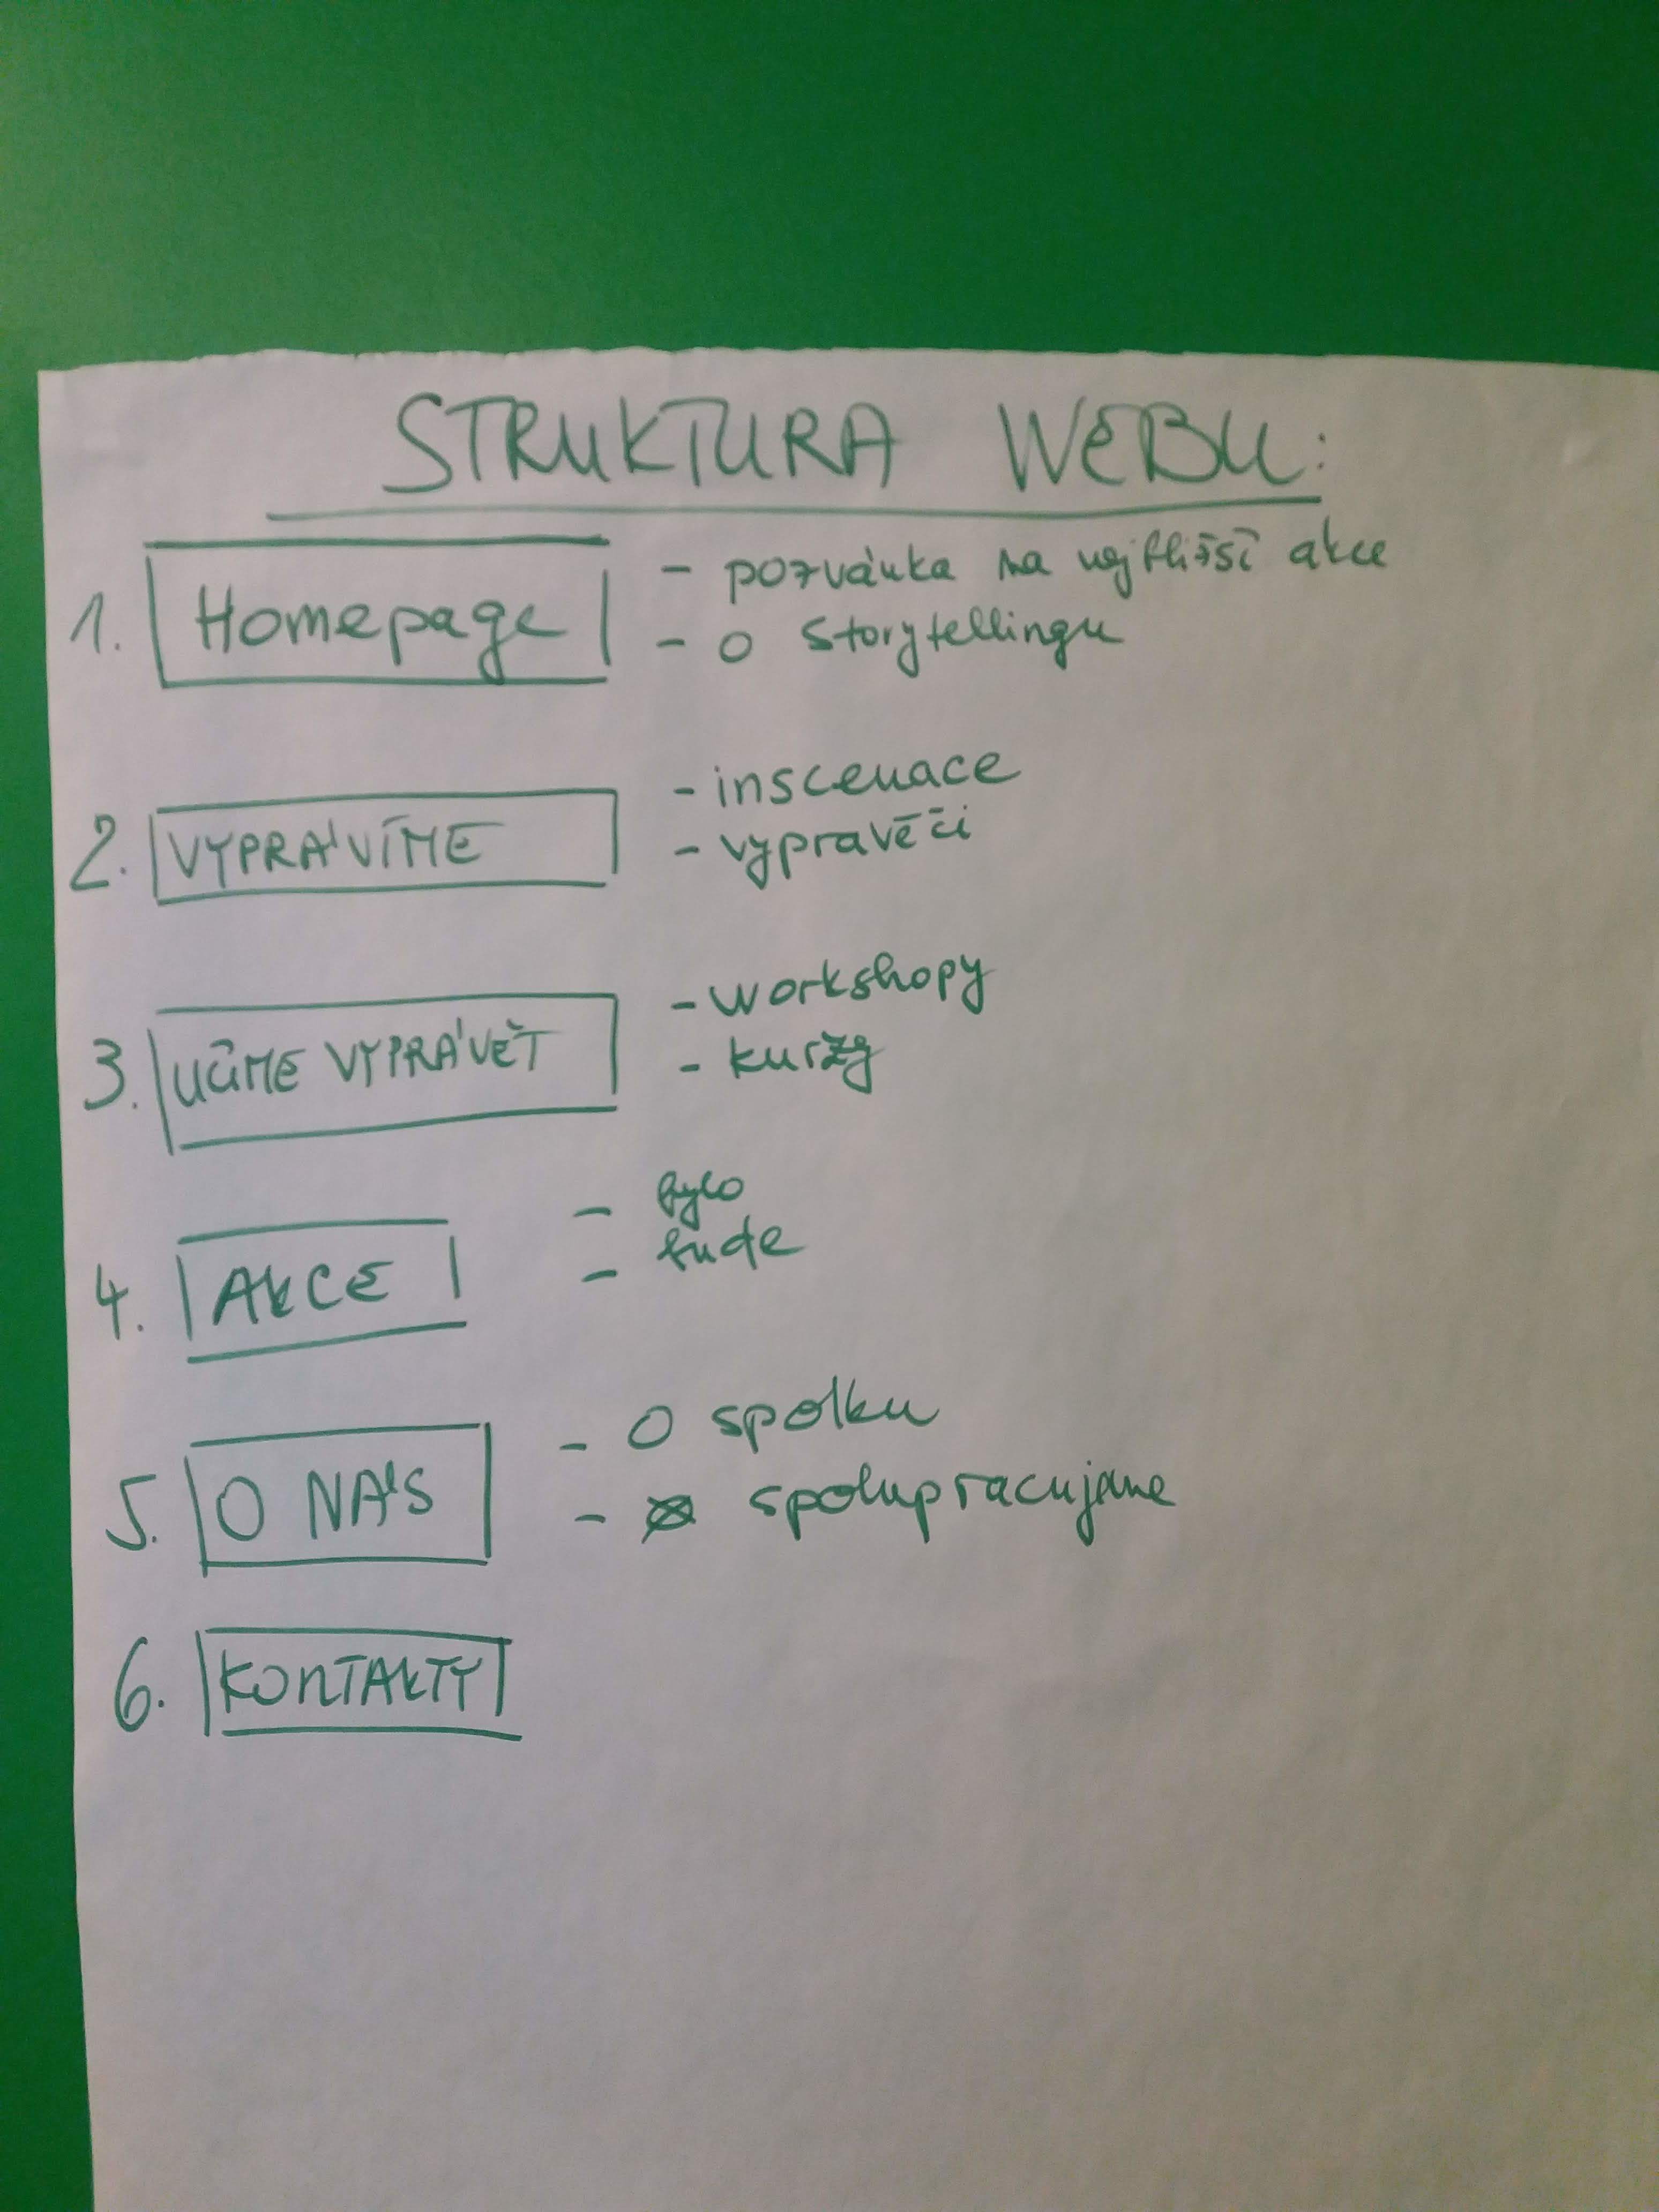 STRUKTURA WEBU:
1. Homepage
- pozvánka na nejbližší akce
- o storytellingu
2. VYPRÁVÍME
- inscenace
- vypravěči
3. UČÍME VYPRÁVĚT
- workshopy
- kurzy
4. AKCE
- bylo
- bude
5. O NÁS
- O spolku
- spolupracujeme
6. KONTAKTY